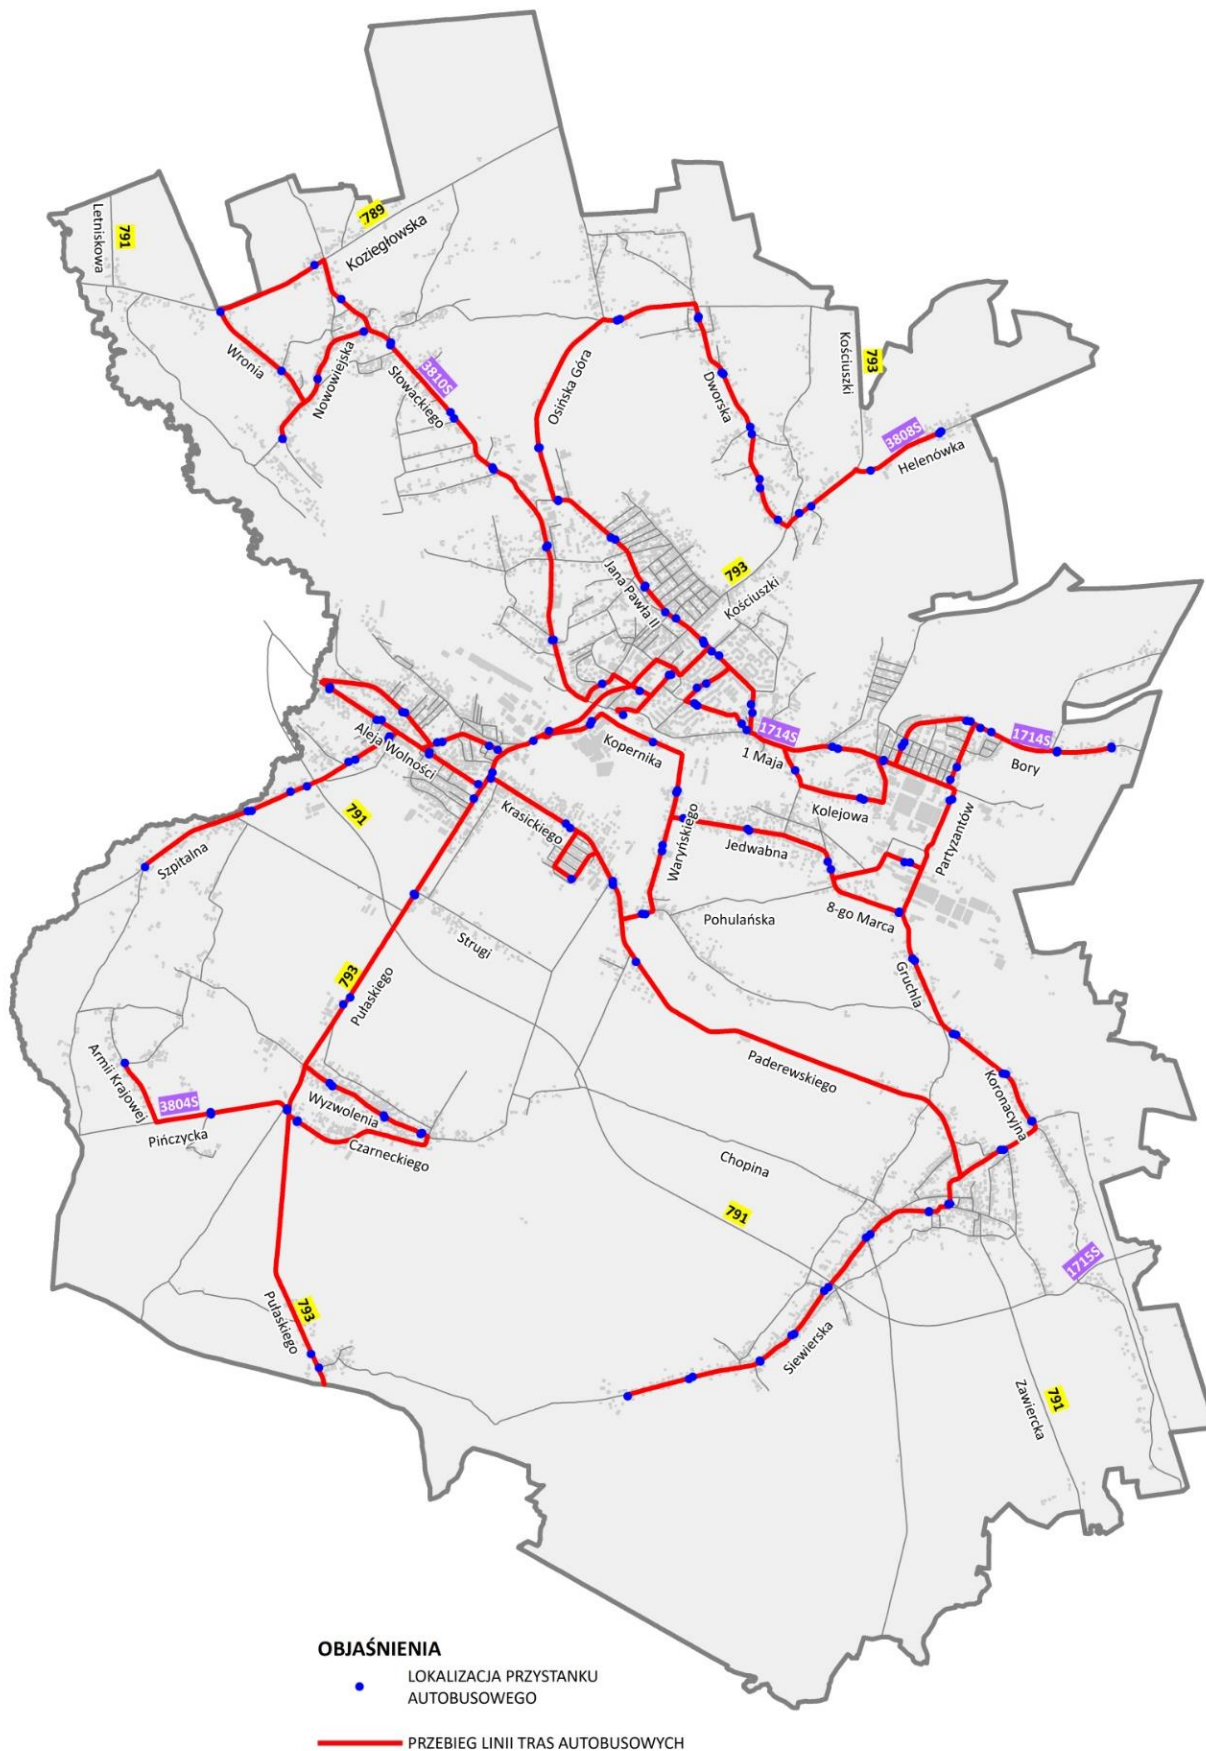 789
Koziegłowska
Letniskowa
791
Wronia
Nowowiejska
Słowackiego
3810S
Osińska Góra
Dworska
Kościuszki
793
3808S
Helenówka
Jana Pawła II
793
Kościuszki
Aleja Wolności
Kopernika
1714S
1 Maja
1714S
Bory
Kolejowa
791
Krasickiego
Waryńskiego
Jedwabna
Partyzantów
Szpitalna
Pohulańska
8-go Marca
Strugi
793
Pułaskiego
Gruchla
Paderewskiego
Koronacyjna
Armii Krajowej
3804S
Pińczycka
Wyzwolenia
Czarneckiego
Chopina
791
1715S
793
Pułaskiego
Siewierska
Zawiercka
791
OBJAŚNIENIA
LOKALIZACJA PRZYSTANKU
AUTOBUSOWEGO
PRZEBIEG LINII TRAS AUTOBUSOWYCH